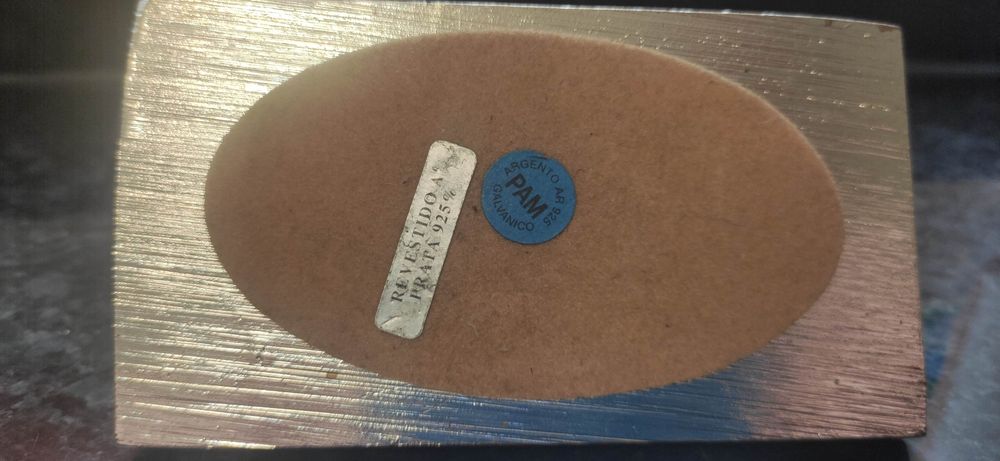 REVESTIDO A
PRATA 925%
ARGENTO AR 925
PAM
GALVANICO